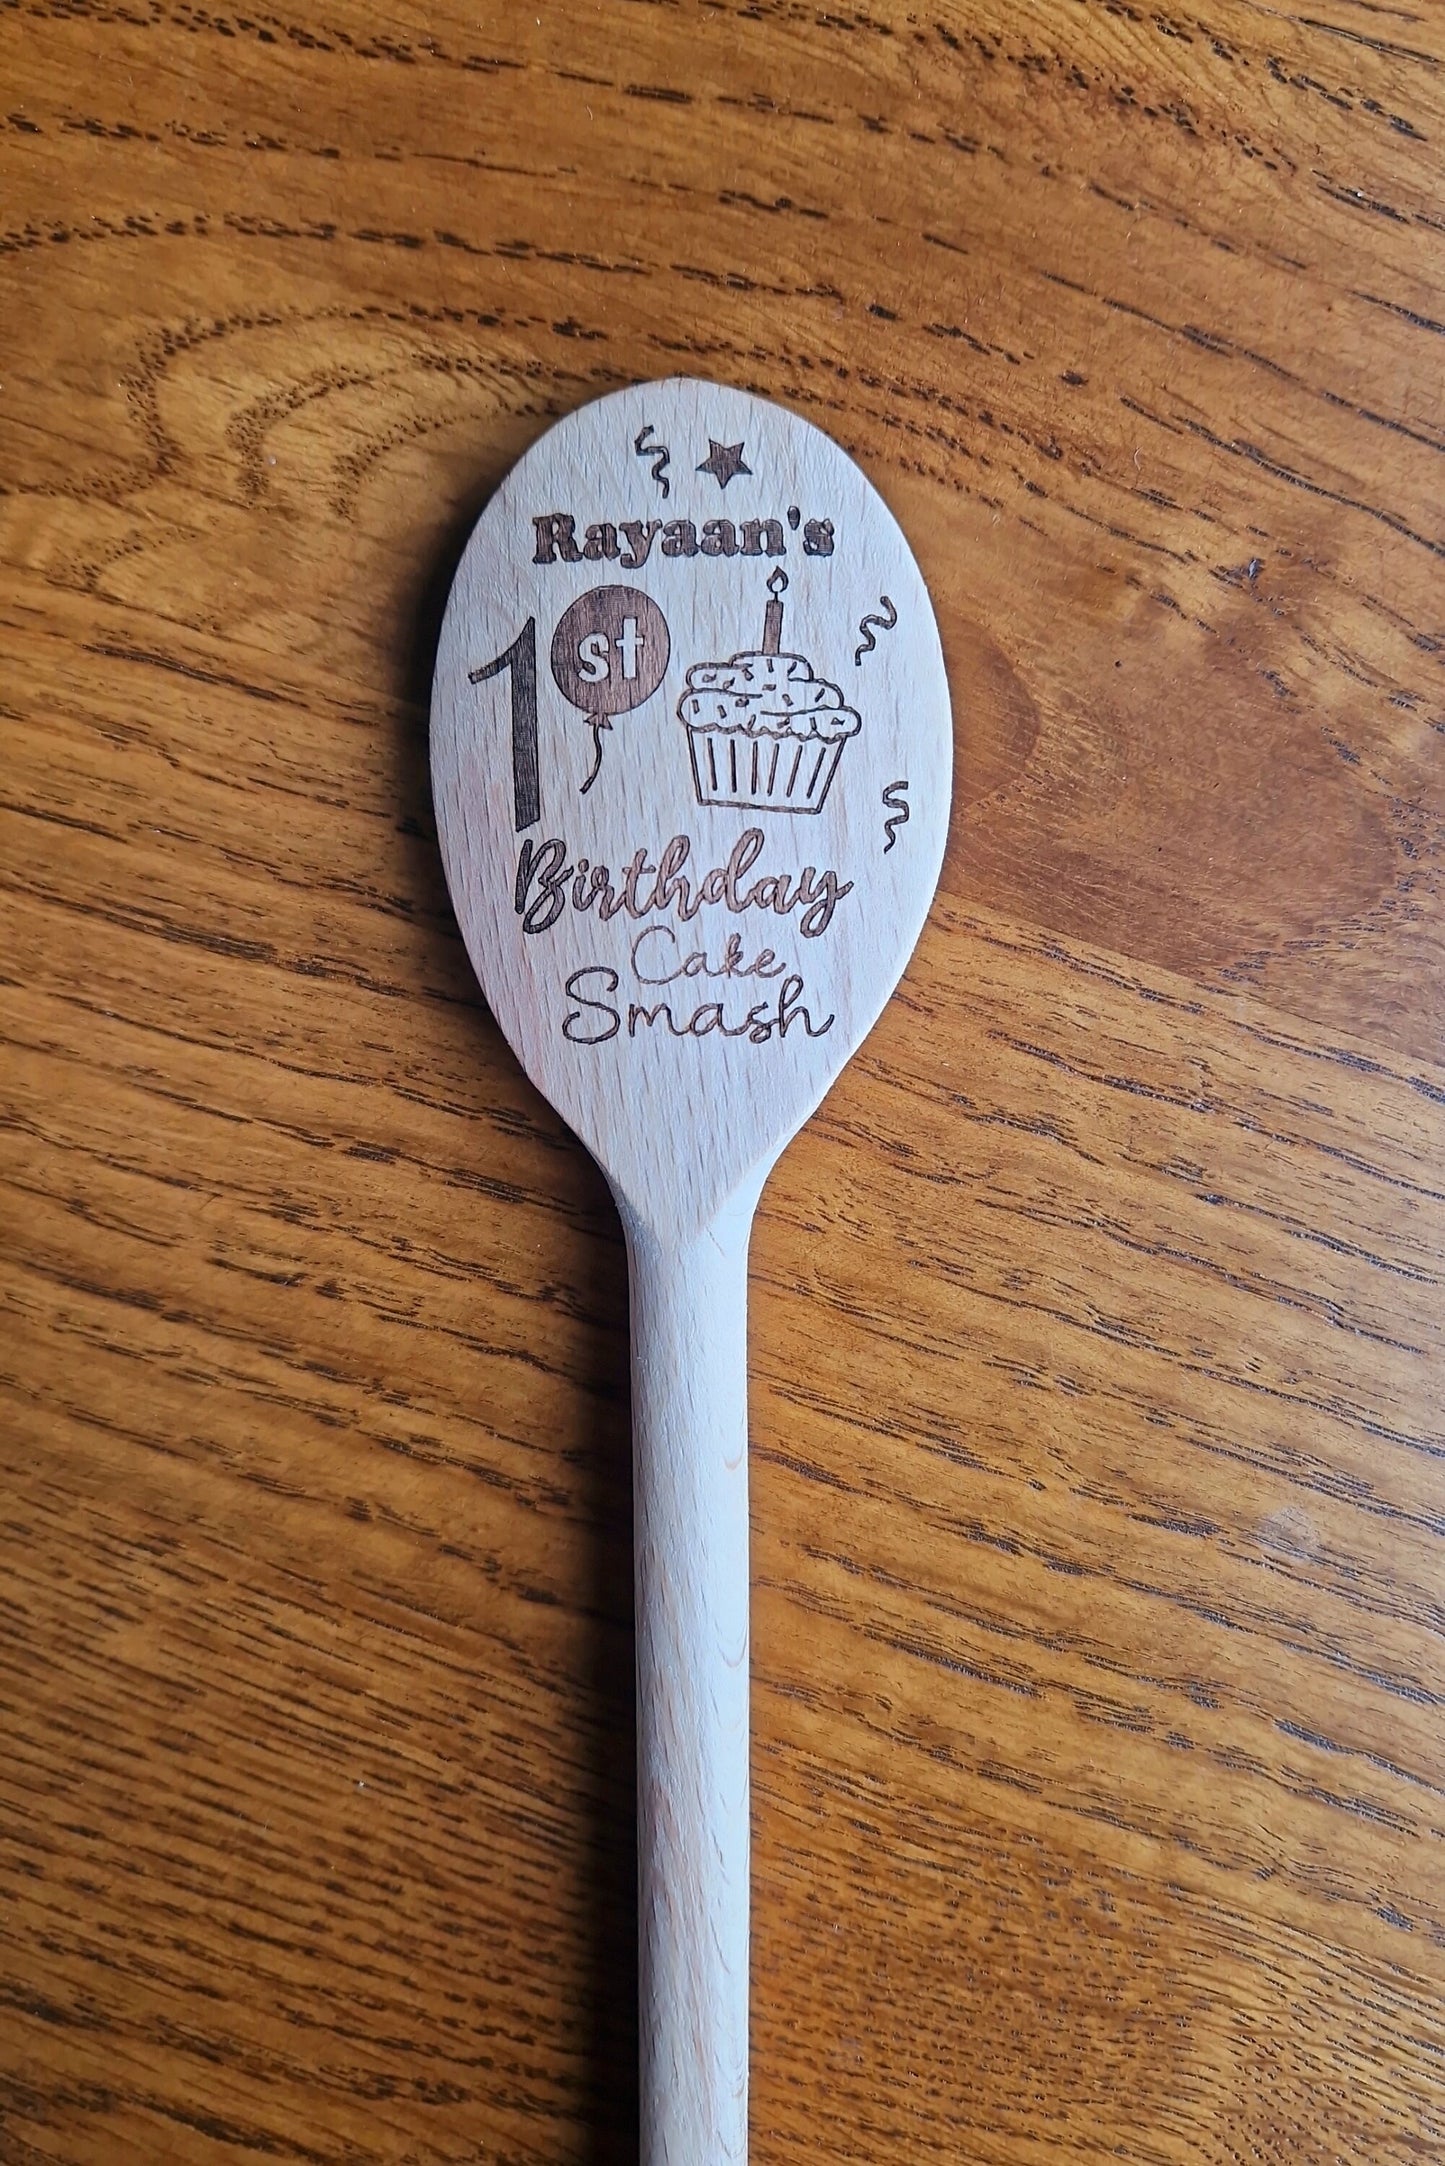 Rayaan's
1st
Birthday
Cake
Smash